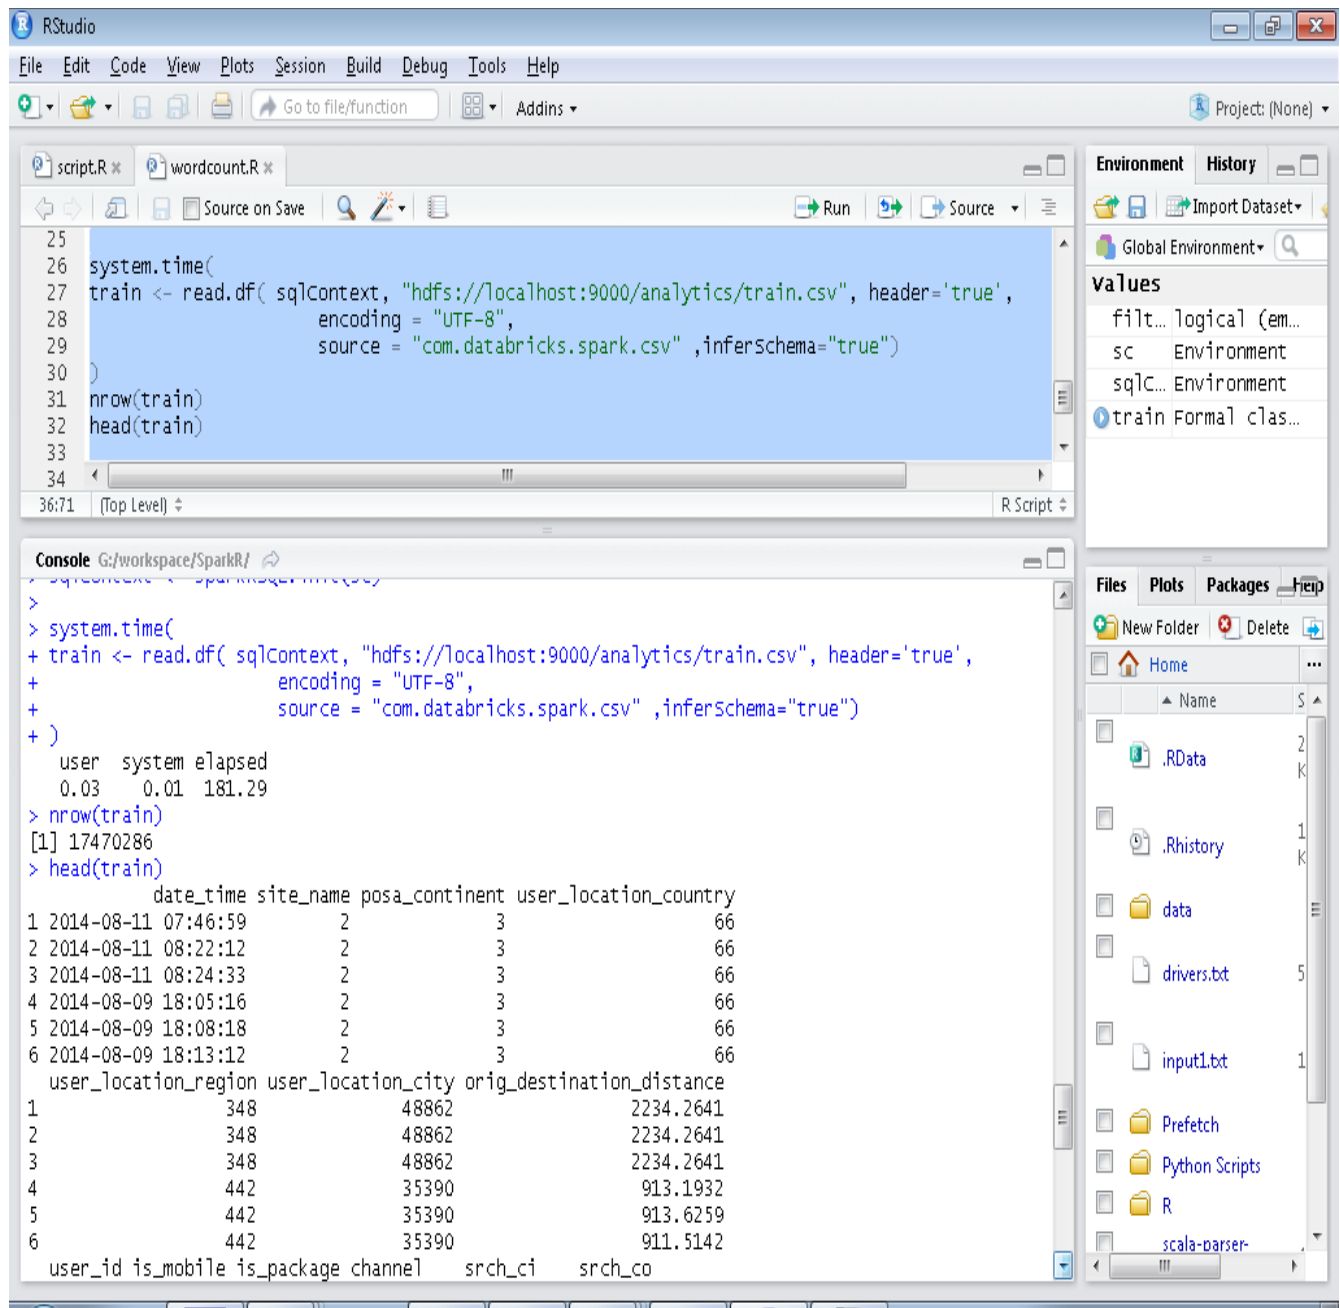 RStudio
File Edit Code View Plots Session Build Debug Tools Help
Go to file/function Addins Project: (None)
script.R wordcount.R
Source on Save Run Source
25
26 system.time(
27 train <- read.df( sqlContext, "hdfs://localhost:9000/analytics/train.csv", header='true',
28 encoding = "UTF-8",
29 source = "com.databricks.spark.csv" ,inferSchema="true")
30 )
31 nrow(train)
32 head(train)
33
34
36:71 (Top Level) R Script
Environment History
Import Dataset
Global Environment
Values
filt... logical (em...
sc Environment
sqlC... Environment
train Formal clas...
Console G:/workspace/SparkR/
>
> system.time(
+ train <- read.df( sqlContext, "hdfs://localhost:9000/analytics/train.csv", header='true',
+ encoding = "UTF-8",
+ source = "com.databricks.spark.csv" ,inferSchema="true")
+ )
user system elapsed
0.03 0.01 181.29
> nrow(train)
[1] 17470286
> head(train)
date_time site_name posa_continent user_location_country
1 2014-08-11 07:46:59 2 3 66
2 2014-08-11 08:22:12 2 3 66
3 2014-08-11 08:24:33 2 3 66
4 2014-08-09 18:05:16 2 3 66
5 2014-08-09 18:08:18 2 3 66
6 2014-08-09 18:13:12 2 3 66
user_location_region user_location_city orig_destination_distance
1 348 48862 2234.2641
2 348 48862 2234.2641
3 348 48862 2234.2641
4 442 35390 913.1932
5 442 35390 913.6259
6 442 35390 911.5142
user_id is_mobile is_package channel srch_ci srch_co
Files Plots Packages Help
New Folder Delete
Home ...
Name S
.RData 2
K
.Rhistory 1
K
data
drivers.txt 5
input1.txt 1
Prefetch
Python Scripts
R
scala-parser-